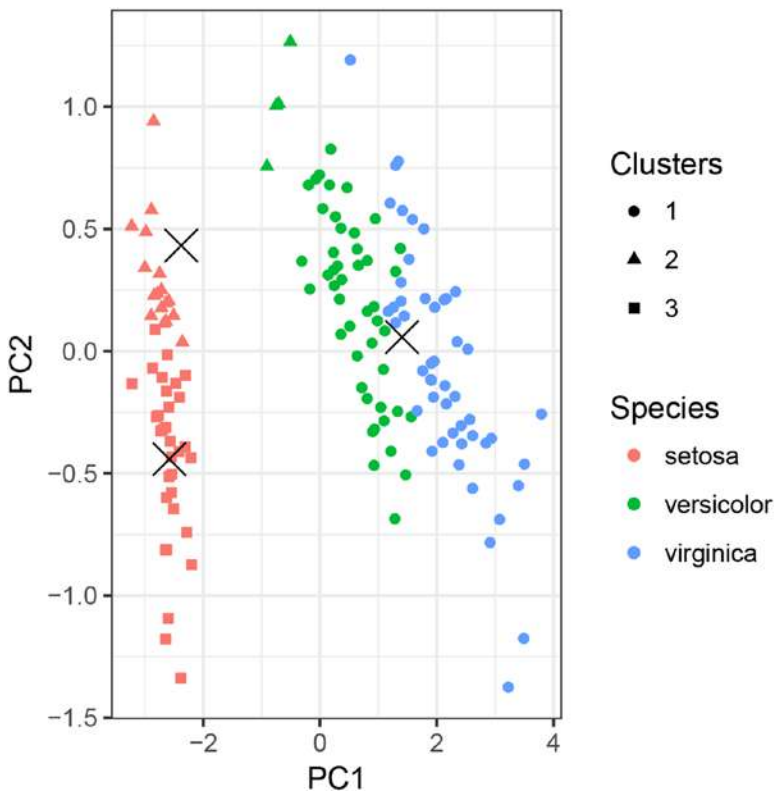 1.0
0.5
0.0
−0.5
−1.0
−1.5
PC2
−2
0
2
4
PC1
Clusters
1
2
3
Species
setosa
versicolor
virginica